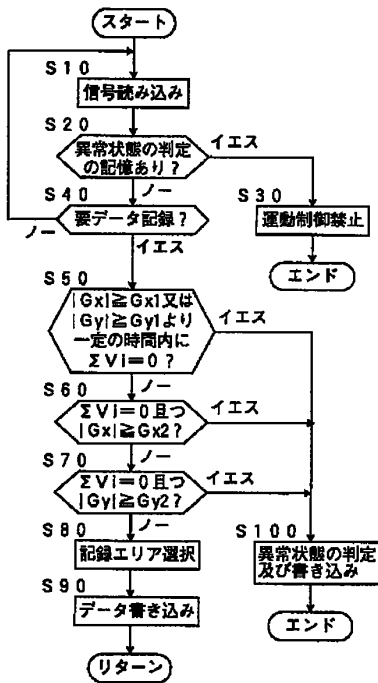 スタート
S10
信号読み込み
S20
異常状態の判定
の記憶あり?
イエス
ノー
S30
運動制御禁止
エンド
S40
要データ記録?
ノー
イエス
S50
|Gx|≧Gx1又は
|Gy|≧Gy1より
一定の時間内に
ΣVi=0?
イエス
ノー
S60
ΣVi=0且つ
|Gx|≧Gx2?
イエス
ノー
S70
ΣVi=0且つ
|Gy|≧Gy2?
イエス
ノー
S80
記録エリア選択
S90
データ書き込み
リターン
S100
異常状態の判定
及び書き込み
エンド